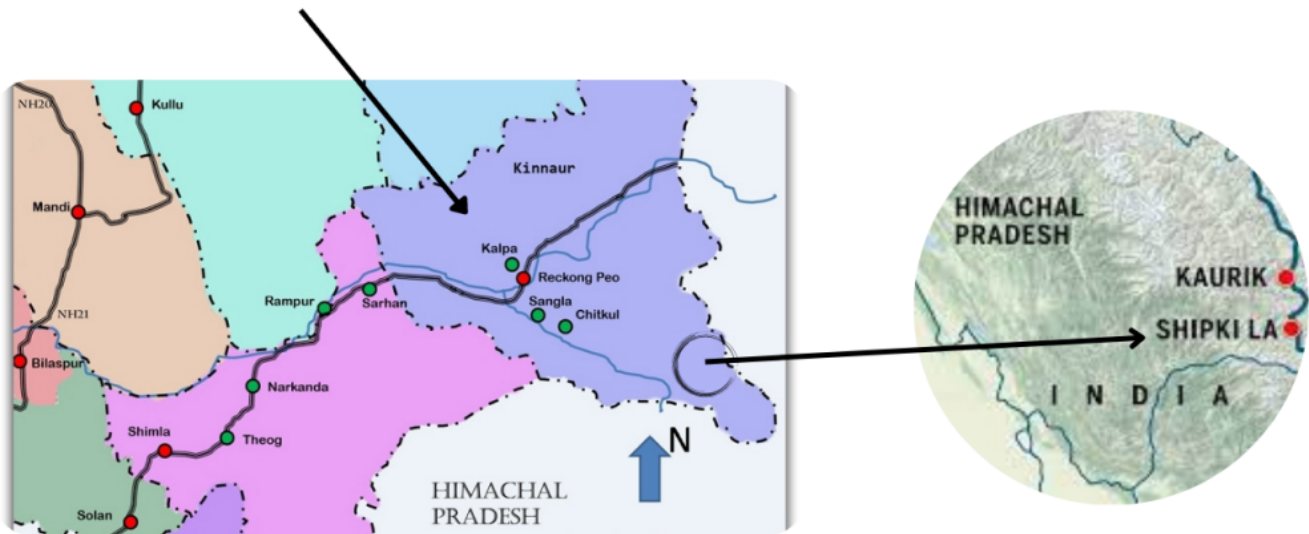 NH20
Kullu
Kinnaur
Mandi
Kalpa
Reckong Peo
Rampur
Sarhan
Sangla
Chitkul
NH21
Bilaspur
Narkanda
Shimla
Theog
N
HIMACHAL
PRADESH
Solan
HIMACHAL
PRADESH
KAURIK
SHIPKI LA
INDIA